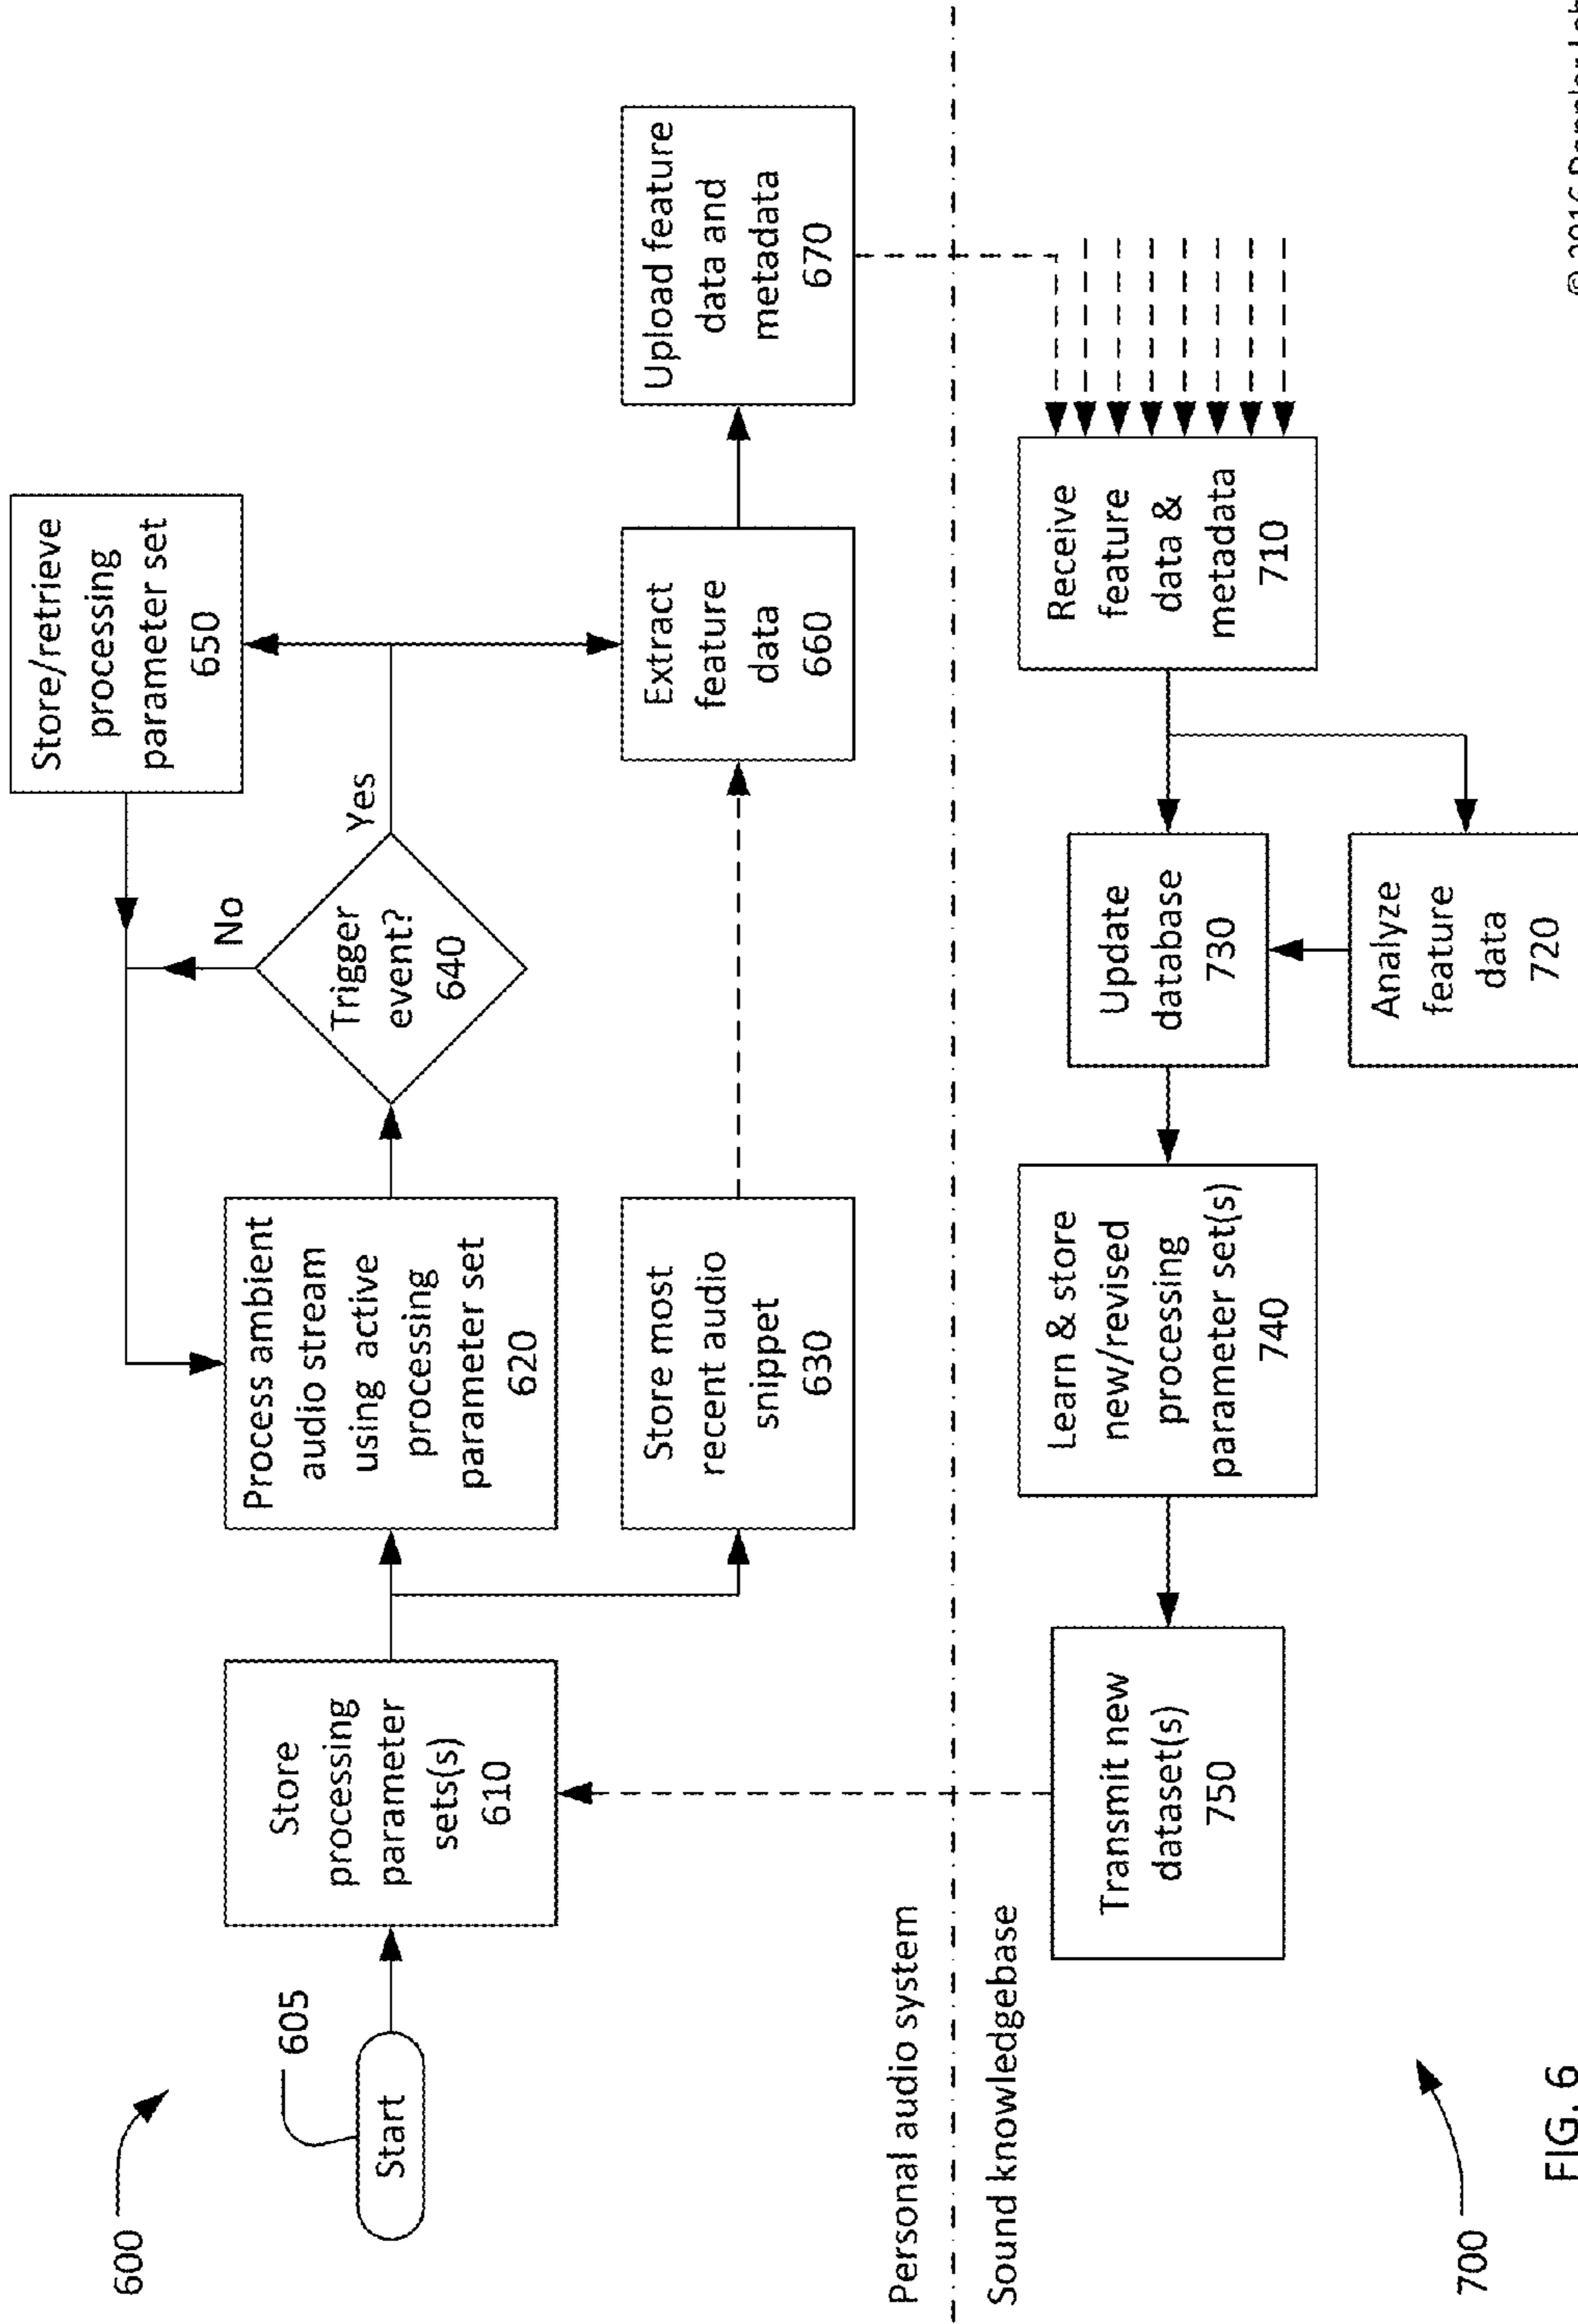 600
605
Start
Store
processing
parameter
sets(s)
610
Process ambient
audio stream
using active
processing
parameter set
620
Store most
recent audio
snippet
630
Trigger
event?
640
No
Yes
Store/retrieve
processing
parameter set
650
Extract
feature
data
660
Upload feature
data and
metadata
670
Personal audio system
Sound knowledgebase
Transmit new
dataset(s)
750
Learn & store
new/revised
processing
parameter set(s)
740
Update
database
730
Analyze
feature
data
720
Receive
feature
data &
metadata
710
700
FIG. 6
© 2016